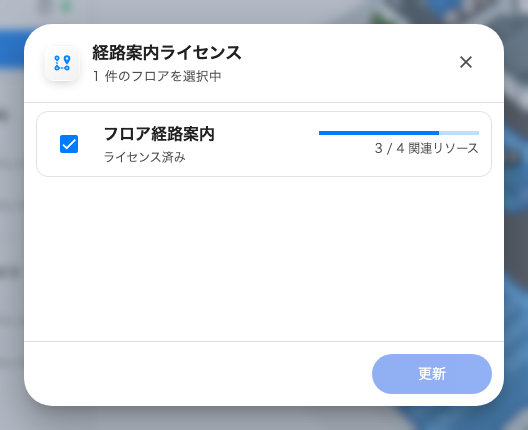 経路案内ライセンス
1 件のフロアを選択中
フロア経路案内
ライセンス済み
3 / 4 関連リソース
更新